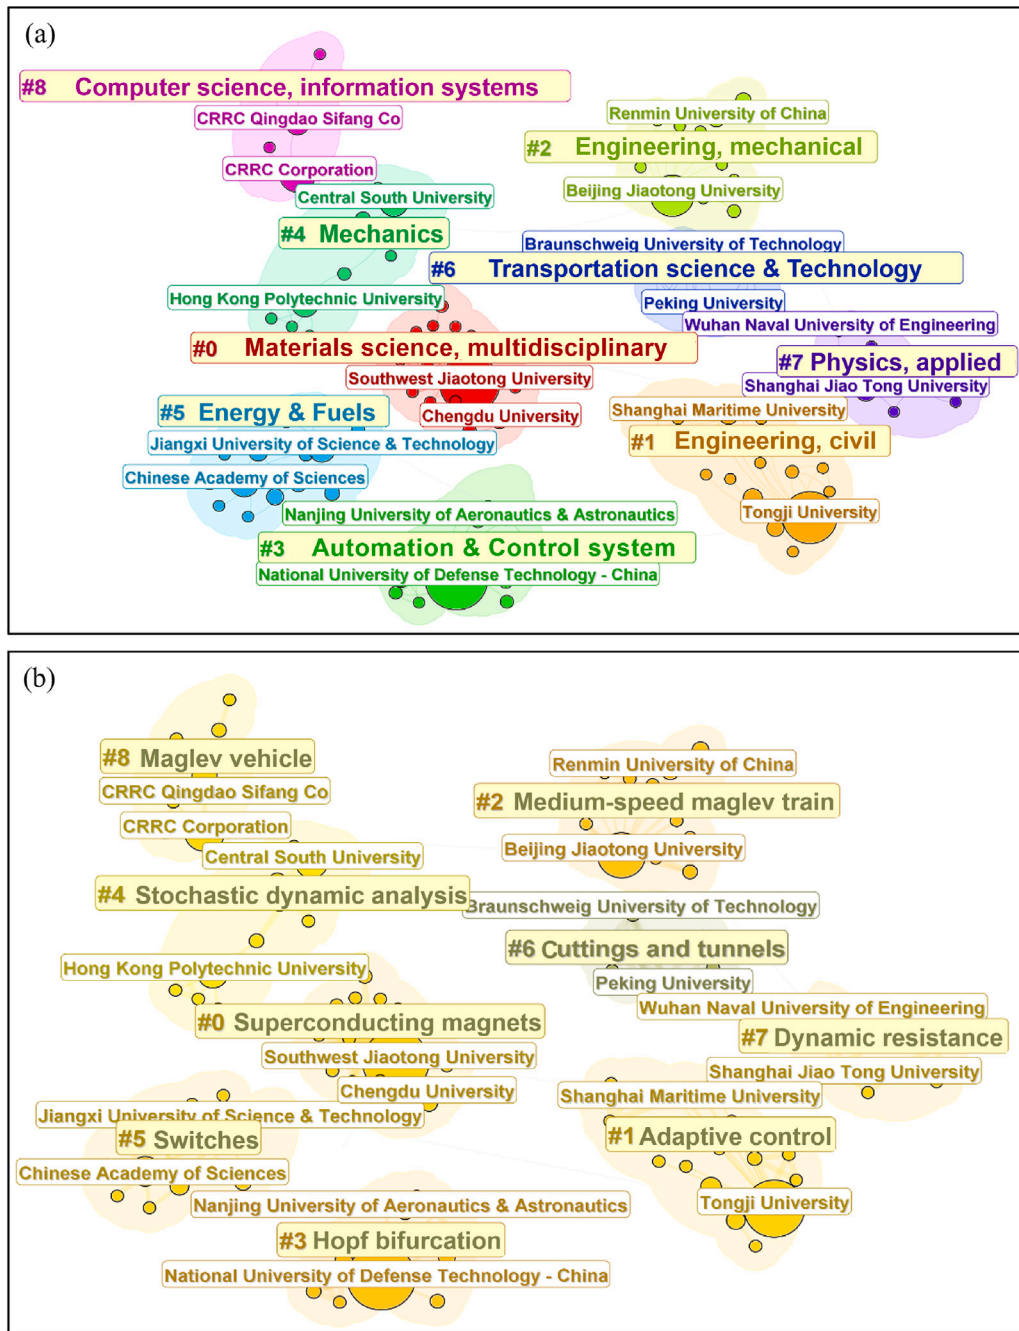 (a)
#8 Computer science, information systems
CRRC Qingdao Sifang Co
Renmin University of China
#2 Engineering, mechanical
CRRC Corporation
Central South University
Beijing Jiaotong University
#4 Mechanics
Braunschweig University of Technology
#6 Transportation science & Technology
Hong Kong Polytechnic University
Peking University
Wuhan Naval University of Engineering
#0 Materials science, multidisciplinary
#7 Physics, applied
Southwest Jiaotong University
Shanghai Jiao Tong University
#5 Energy & Fuels
Chengdu University
Shanghai Maritime University
Jiangxi University of Science & Technology
#1 Engineering, civil
Chinese Academy of Sciences
Nanjing University of Aeronautics & Astronautics
Tongji University
#3 Automation & Control system
National University of Defense Technology - China
(b)
#8 Maglev vehicle
Renmin University of China
CRRC Qingdao Sifang Co
#2 Medium-speed maglev train
CRRC Corporation
Central South University
Beijing Jiaotong University
#4 Stochastic dynamic analysis
Braunschweig University of Technology
#6 Cuttings and tunnels
Hong Kong Polytechnic University
Peking University
Wuhan Naval University of Engineering
#0 Superconducting magnets
#7 Dynamic resistance
Southwest Jiaotong University
Shanghai Jiao Tong University
Chengdu University
Shanghai Maritime University
Jiangxi University of Science & Technology
#5 Switches
#1 Adaptive control
Chinese Academy of Sciences
Nanjing University of Aeronautics & Astronautics
Tongji University
#3 Hopf bifurcation
National University of Defense Technology - China